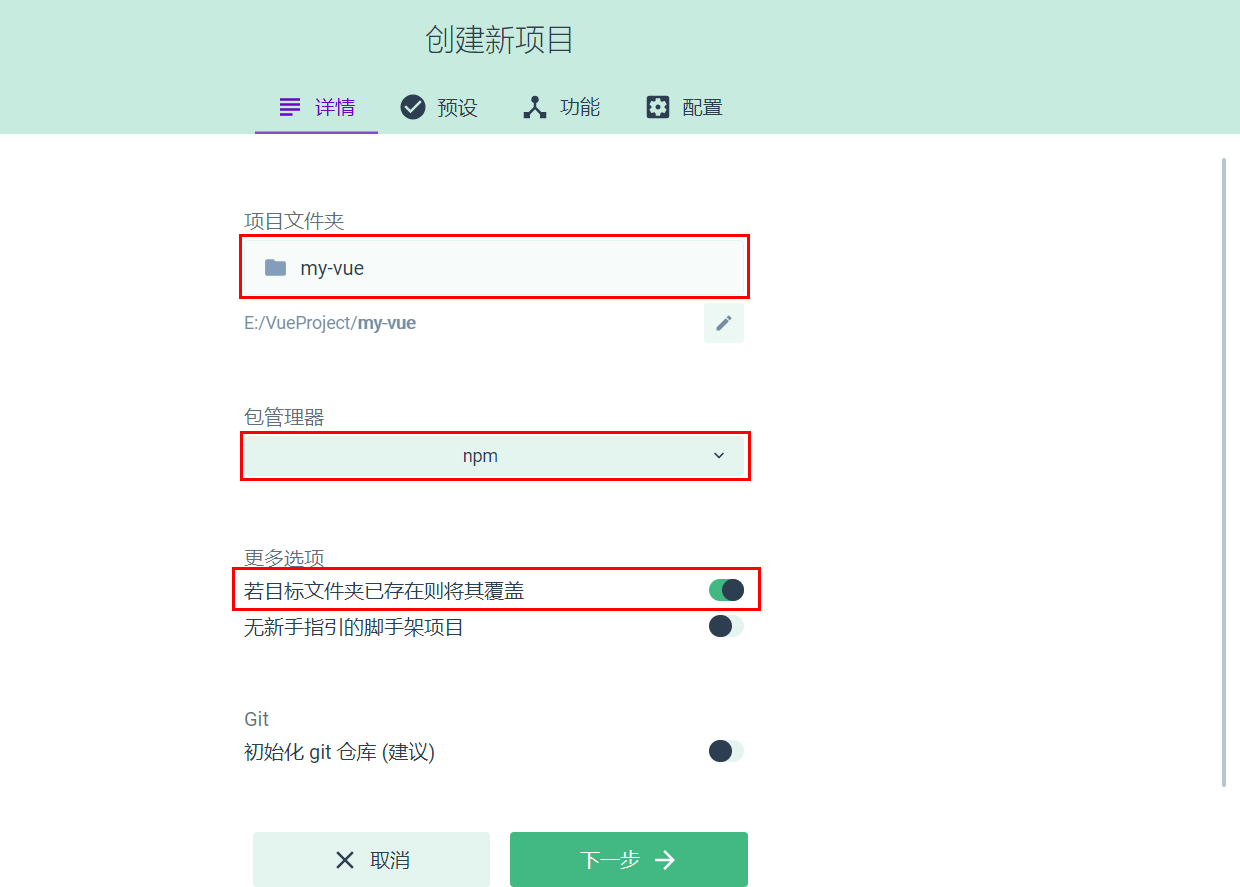 创建新项目
详情 预设 功能 配置
项目文件夹
my-vue
E:/VueProject/my-vue
包管理器
npm
更多选项
若目标文件夹已存在则将其覆盖
无新手指引的脚手架项目
Git
初始化 git 仓库 (建议)
取消 下一步